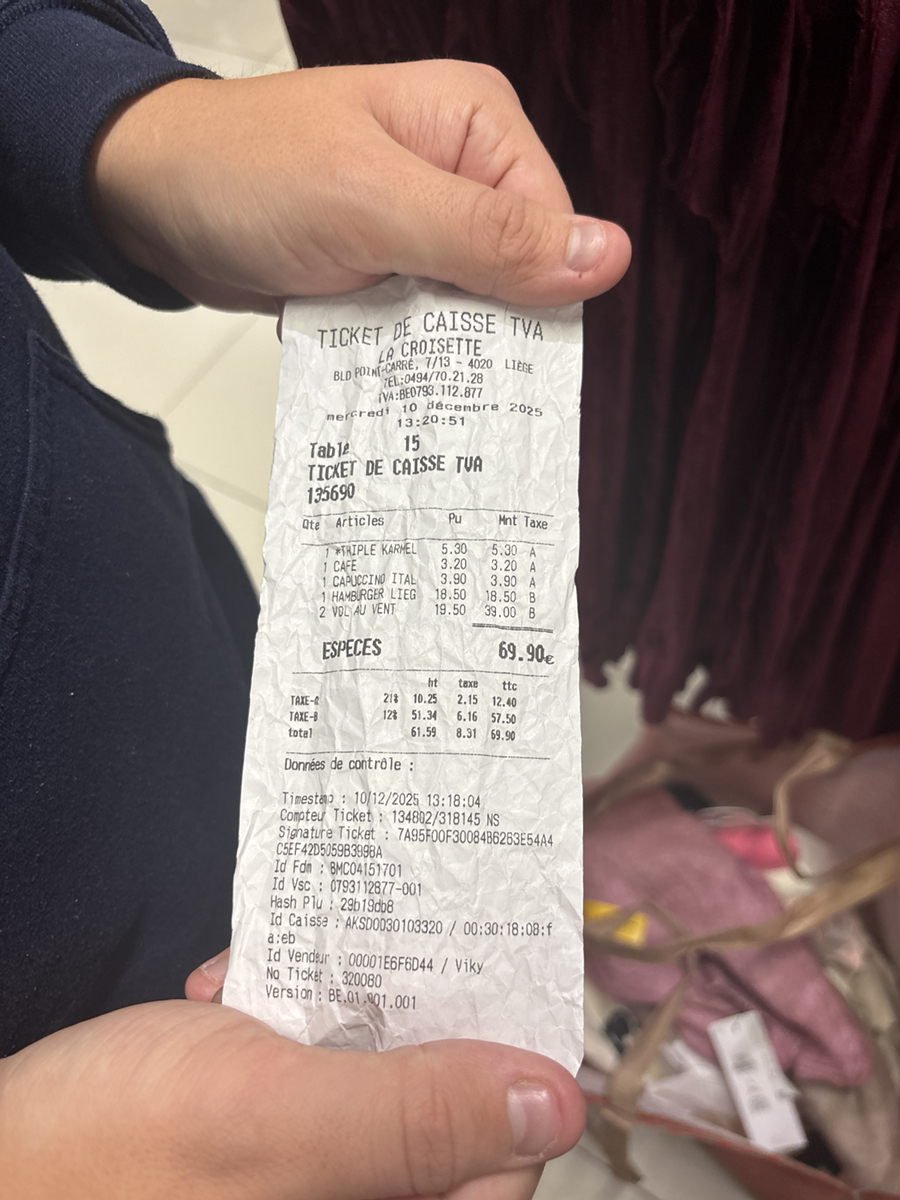 TICKET DE CAISSE TVA
LA CROISETTE
BLD POINT-CARRÉ, 7/13 - 4020 LIÈGE
TEL:0494/70.21.28
TVA:BE0793.112.877
mercredi 10 décembre 2025
13:20:51
Table 15
TICKET DE CAISSE TVA
135690
Qte Articles Pu Mnt Taxe
1 *TRIPLE KARMEL 5.30 5.30 A
1 CAFE 3.20 3.20 A
1 CAPUCCINO ITAL 3.90 3.90 A
1 HAMBURGER LIEG 18.50 18.50 B
2 VOL AU VENT 19.50 39.00 B
ESPECES 69.90€
ht taxe ttc
TAXE-A 21% 10.25 2.15 12.40
TAXE-B 12% 51.34 6.16 57.50
total 61.59 8.31 69.90
Données de contrôle :
Timestamp : 10/12/2025 13:18:04
Compteur Ticket : 134802/318145 NS
Signature Ticket : 7A95F00F30084B6263E54A4
C5EF42D5059B399BA
Id Fdm : BMC04151701
Id Vsc : 0793112877-001
Hash Plu : 29b19db8
Id Caisse : AKSD0030103320 / 00:30:18:08:f
a:eb
Id Vendeur : 00001E6F6D44 / Viky
No Ticket : 320080
Version : BE.01.001.001